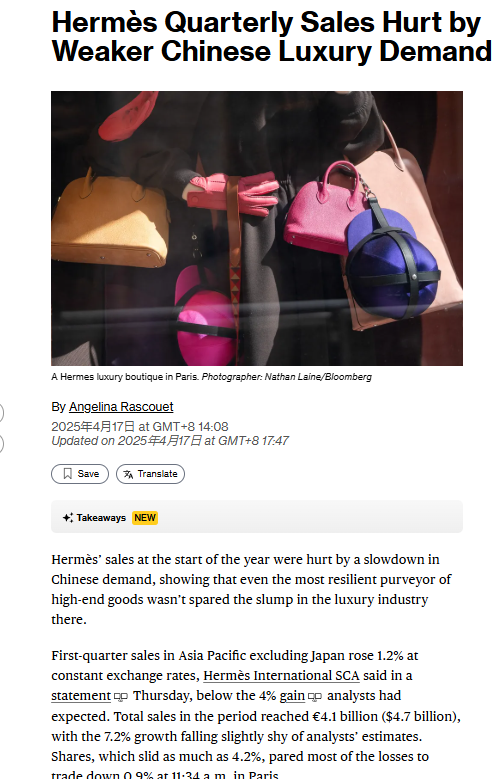 Hermès Quarterly Sales Hurt by
Weaker Chinese Luxury Demand
A Hermes luxury boutique in Paris. Photographer: Nathan Laine/Bloomberg
By Angelina Rascouet
2025年4月17日 at GMT+8 14:08
Updated on 2025年4月17日 at GMT+8 17:47
Save
Translate
Takeaways NEW
Hermès’ sales at the start of the year were hurt by a slowdown in
Chinese demand, showing that even the most resilient purveyor of
high-end goods wasn’t spared the slump in the luxury industry
there.
First-quarter sales in Asia Pacific excluding Japan rose 1.2% at
constant exchange rates, Hermès International SCA said in a
statement Thursday, below the 4% gain analysts had
expected. Total sales in the period reached €4.1 billion ($4.7 billion),
with the 7.2% growth falling slightly shy of analysts’ estimates.
Shares, which slid as much as 4.2%, pared most of the losses to
trade down 0.9% at 11:34 a.m. in Paris.